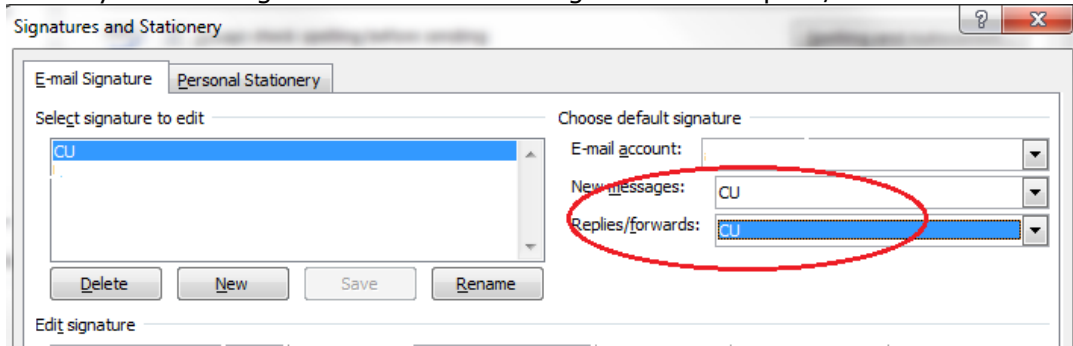 Signatures and Stationery
E-mail Signature
Personal Stationery
Select signature to edit
CU
Choose default signature
E-mail account:
New messages:
CU
Replies/forwards:
CU
Delete
New
Save
Rename
Edit signature